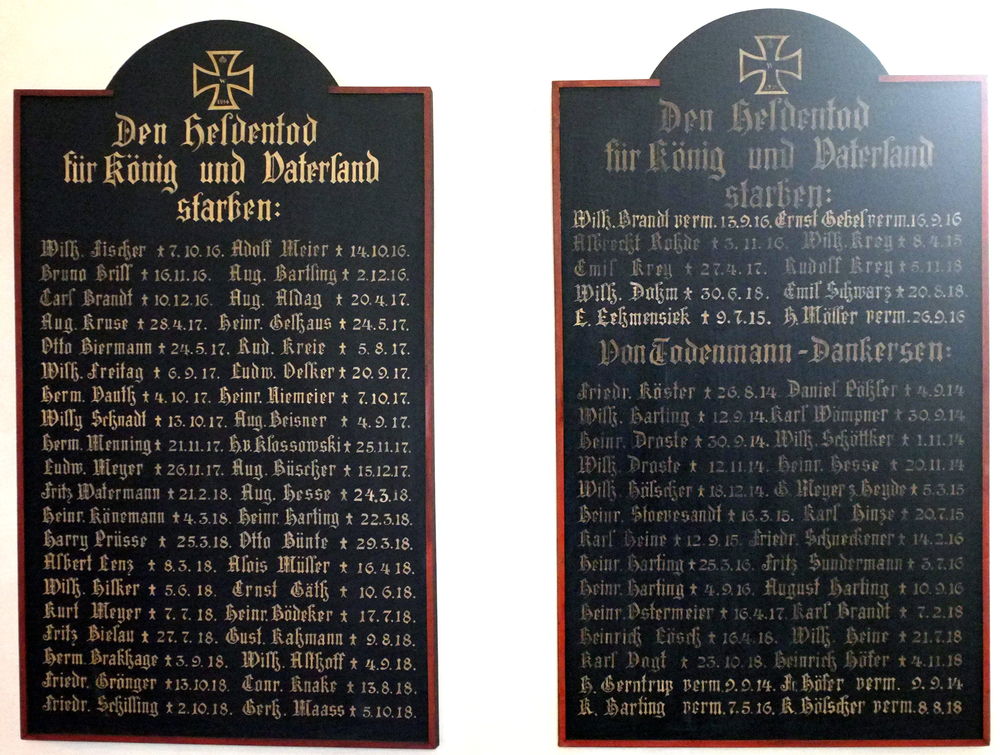 W
1914
Den Heldentod
für König und Vaterland
starben:
Wilh. Fischer † 7.10.16. Adolf Meier † 14.10.16.
Bruno Brill † 16.11.16. Aug. Bartling † 2.12.16.
Carl Brandt † 10.12.16. Aug. Aldag † 20.4.17.
Aug. Kruse † 28.4.17. Heinr. Gelhaus † 24.5.17.
Otto Biermann † 24.5.17. Rud. Kreie † 5.8.17.
Wilh. Freitag † 6.9.17. Ludw. Oelker † 20.9.17.
Herm. Vauth † 4.10.17. Heinr. Niemeier † 7.10.17.
Willy Schnadt † 13.10.17. Aug. Beisner † 4.9.17.
Herm. Menning † 21.11.17. H.v. Klossowski † 25.11.17.
Ludw. Meyer † 26.11.17. Aug. Büscher † 15.12.17.
Fritz Watermann † 21.2.18. Aug. Hesse † 24.3.18.
Heinr. Könemann † 4.3.18. Heinr. Harting † 22.3.18.
Harry Prüsse † 25.3.18. Otto Bünte † 29.3.18.
Albert Lenz † 8.3.18. Alois Müller † 16.4.18.
Wilh. Hilker † 5.6.18. Ernst Gäth † 10.6.18.
Kurt Meyer † 7.7.18. Heinr. Bödeker † 17.7.18.
Fritz Bielau † 27.7.18. Gust. Kahmann † 9.8.18.
Herm. Brakhage † 3.9.18. Wilh. Althoff † 4.9.18.
Friedr. Grönger † 13.10.18. Conr. Knake † 13.8.18.
Friedr. Schilling † 2.10.18. Gerh. Maass † 5.10.18.
W
Den Heldentod
für König und Vaterland
starben:
Wilh. Brandt verm. 13.9.16. Ernst Gebel verm. 16.9.16
Albrecht Rohde † 3.11.16. Wilh. Krey † 8.4.15
Emil Krey † 27.4.17. Rudolf Krey † 5.11.18
Wilh. Dohm † 30.6.18. Emil Schwarz † 20.8.18.
E. Lehmensiek † 9.7.15. H. Möller verm. 26.9.16
Von Todenmann-Dankersen:
Friedr. Köster † 26.8.14. Daniel Pöhler † 4.9.14
Wilh. Harting † 12.9.14. Karl Wömpner † 30.9.14
Heinr. Droste † 30.9.14. Wilh. Schöttker † 1.11.14
Wilh. Droste † 12.11.14. Heinr. Hesse † 20.11.14
Wilh. Hölscher † 18.12.14. G. Meyer z. Heyde † 5.3.15
Heinr. Stoevesandt † 16.3.15. Karl Hinze † 20.7.15
Karl Heine † 12.9.15. Friedr. Schneckener † 14.2.16
Heinr. Harting † 25.3.16. Fritz Sundermann † 3.7.16
Heinr. Harting † 4.9.16. August Harting † 10.9.16
Heinr. Ostermeier † 16.4.17. Karl Brandt † 7.2.18
Heinrich Lösch † 16.4.18. Wilh. Heine † 21.7.18
Karl Vogt † 23.10.18. Heinrich Höfer † 4.11.18
H. Gerntrup verm. 9.9.14. Fr. Höfer verm. 9.9.14
K. Harting verm. 7.5.16. K. Hölscher verm. 8.8.18